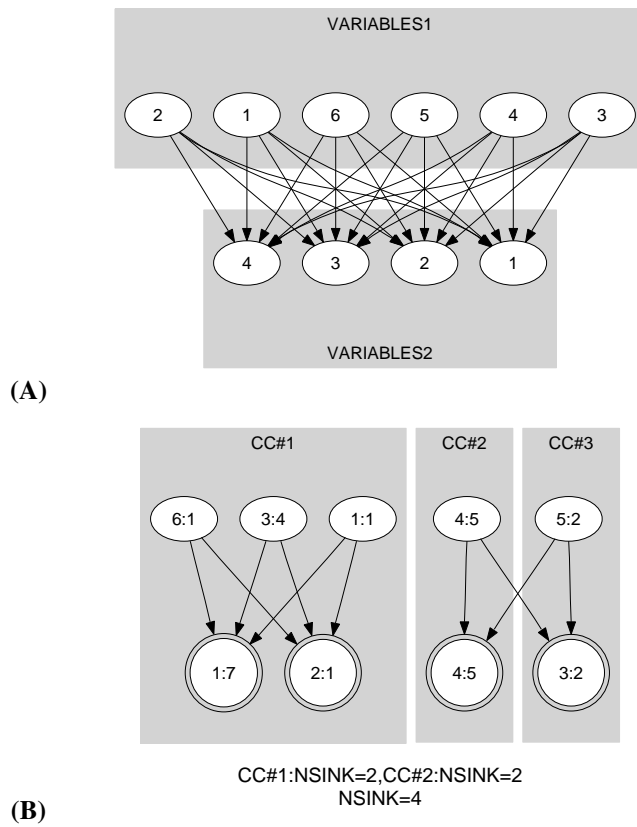 VARIABLES1
2 1 6 5 4 3
4 3 2 1
VARIABLES2
(A)
CC#1 CC#2 CC#3
6:1 3:4 1:1 4:5 5:2
1:7 2:1 4:5 3:2
CC#1:NSINK=2,CC#2:NSINK=2
NSINK=4
(B)